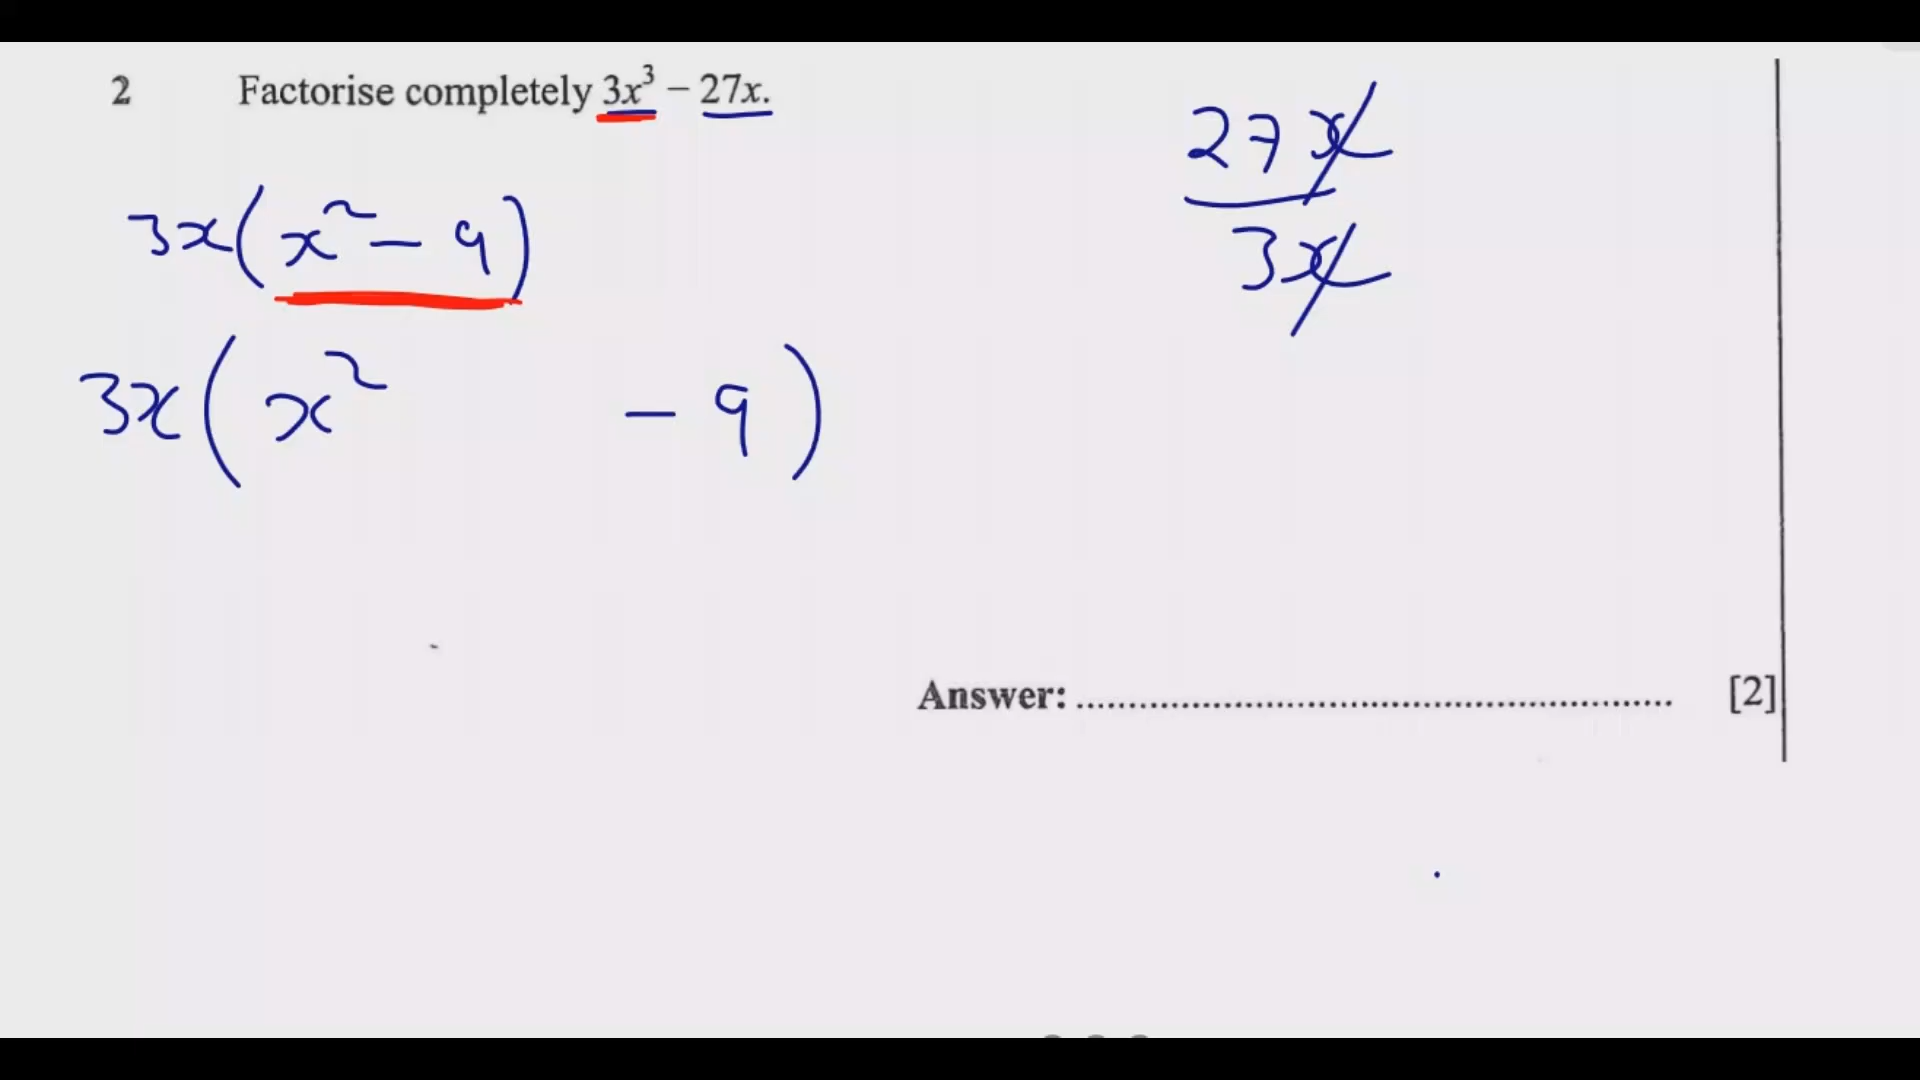 2 Factorise completely 3x³ − 27x.
27x
3x
3x(x² − 9)
3x(x² − 9)
Answer: ........................................................ [2]